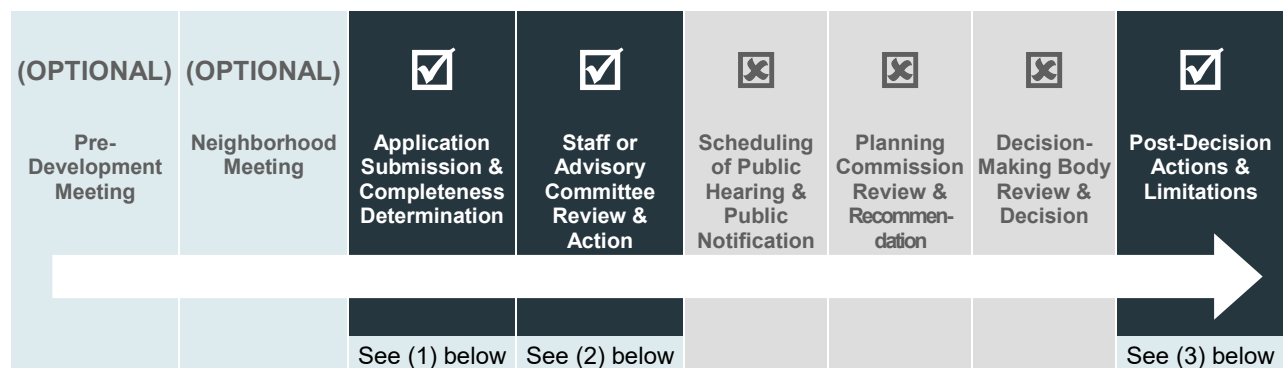 (OPTIONAL)
Pre-
Development
Meeting
(OPTIONAL)
Neighborhood
Meeting
Application
Submission &
Completeness
Determination
See (1) below
Staff or
Advisory
Committee
Review &
Action
See (2) below
Scheduling
of Public
Hearing &
Public
Notification
Planning
Commission
Review &
Recommen-
dation
Decision-
Making Body
Review &
Decision
Post-Decision
Actions &
Limitations
See (3) below